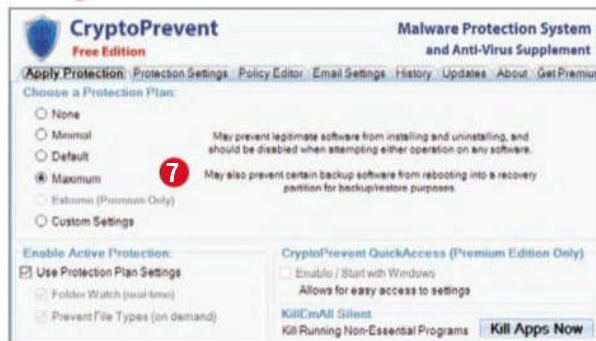 CryptoPrevent
Free Edition
Malware Protection System
and Anti-Virus Supplement
Apply Protection Protection Settings Policy Editor Email Settings History Updates About Get Premium
Choose a Protection Plan:
None
Minimal
Default
Maximum
Extreme (Premium Only)
Custom Settings
7
May prevent legitimate software from installing and uninstalling, and
should be disabled when attempting either operation on any software.
May also prevent certain backup software from rebooting into a recovery
partition for backup/restore purposes.
Enable Active Protection:
Use Protection Plan Settings
Folder Watch (real-time)
Prevent File Types (on demand)
CryptoPrevent QuickAccess (Premium Edition Only)
Enable / Start with Windows
Allows for easy access to settings
KillEmAll Silent
Kill Running Non-Essential Programs
Kill Apps Now